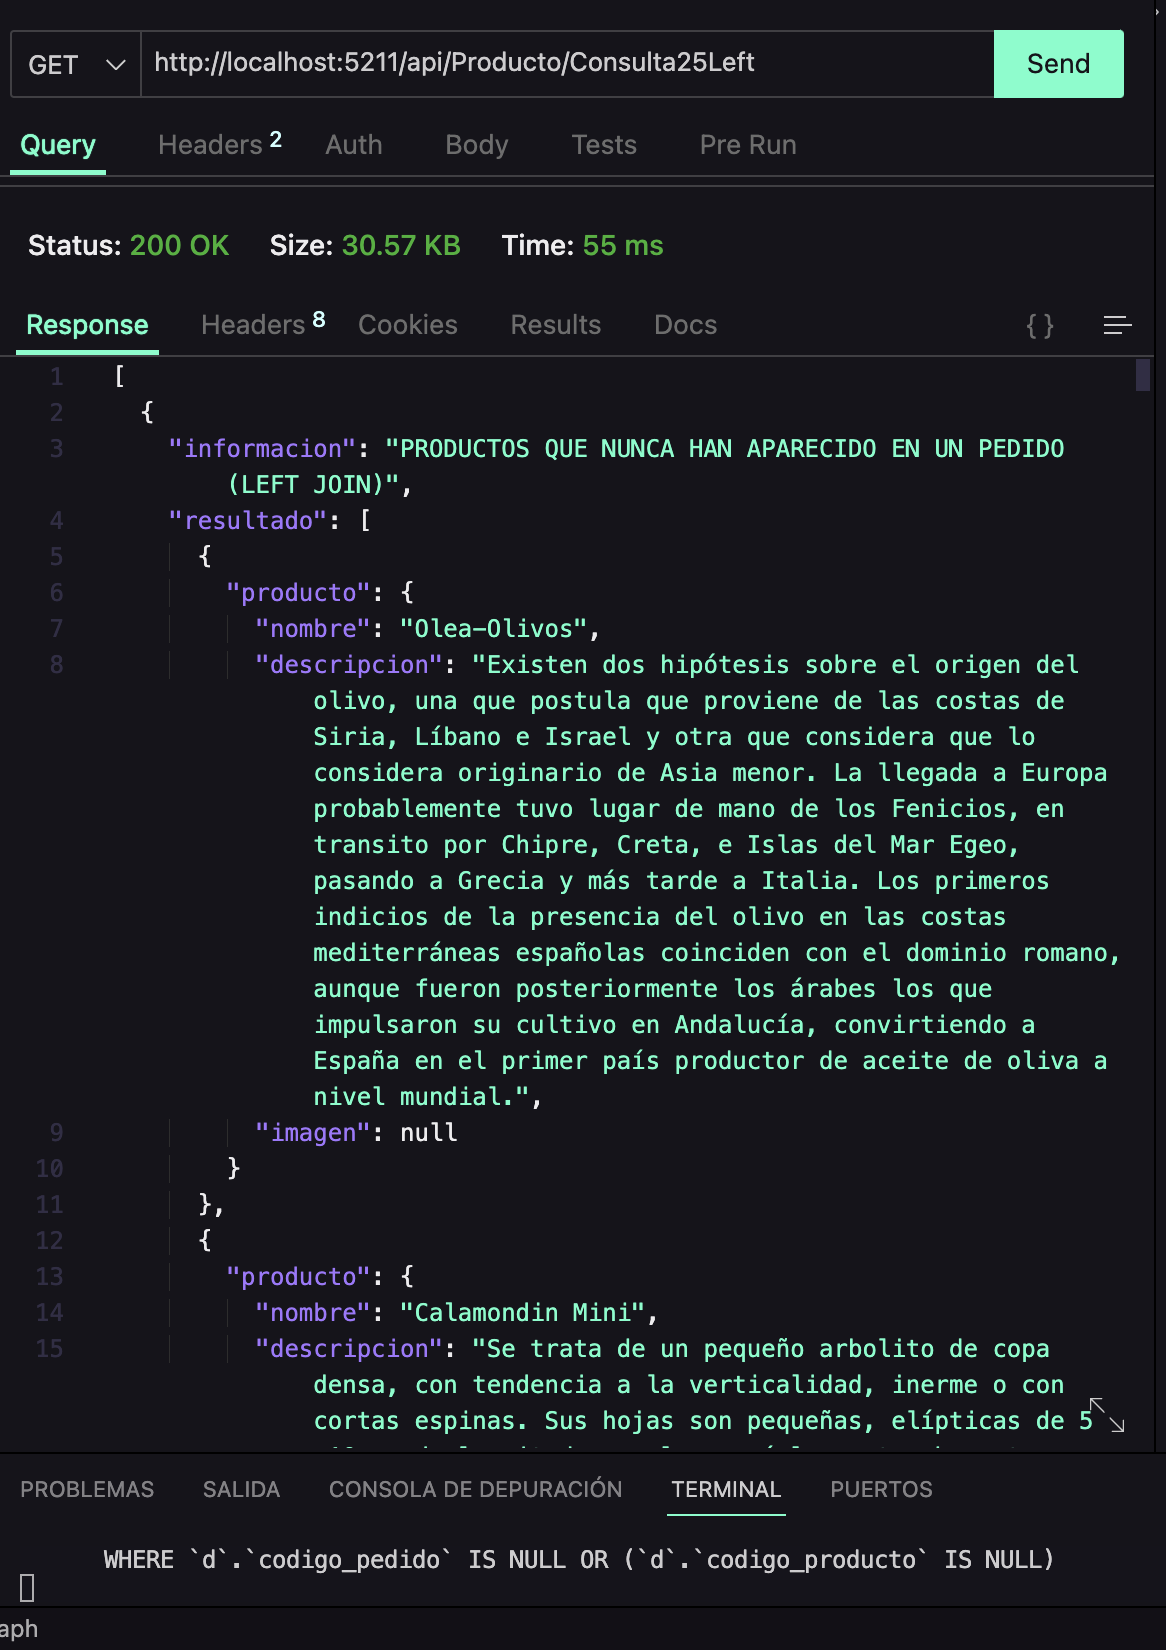 GET http://localhost:5211/api/Producto/Consulta25Left Send
Query Headers 2 Auth Body Tests Pre Run
Status: 200 OK Size: 30.57 KB Time: 55 ms
Response Headers 8 Cookies Results Docs { }
1 [
2 {
3 "informacion": "PRODUCTOS QUE NUNCA HAN APARECIDO EN UN PEDIDO
(LEFT JOIN)",
4 "resultado": [
5 {
6 "producto": {
7 "nombre": "Olea-Olivos",
8 "descripcion": "Existen dos hipótesis sobre el origen del
olivo, una que postula que proviene de las costas de
Siria, Líbano e Israel y otra que considera que lo
considera originario de Asia menor. La llegada a Europa
probablemente tuvo lugar de mano de los Fenicios, en
transito por Chipre, Creta, e Islas del Mar Egeo,
pasando a Grecia y más tarde a Italia. Los primeros
indicios de la presencia del olivo en las costas
mediterráneas españolas coinciden con el dominio romano,
aunque fueron posteriormente los árabes los que
impulsaron su cultivo en Andalucía, convirtiendo a
España en el primer país productor de aceite de oliva a
nivel mundial.",
9 "imagen": null
10 }
11 },
12 {
13 "producto": {
14 "nombre": "Calamondin Mini",
15 "descripcion": "Se trata de un pequeño arbolito de copa
densa, con tendencia a la verticalidad, inerme o con
cortas espinas. Sus hojas son pequeñas, elípticas de 5
PROBLEMAS SALIDA CONSOLA DE DEPURACIÓN TERMINAL PUERTOS
WHERE `d`.`codigo_pedido` IS NULL OR (`d`.`codigo_producto` IS NULL)
aph